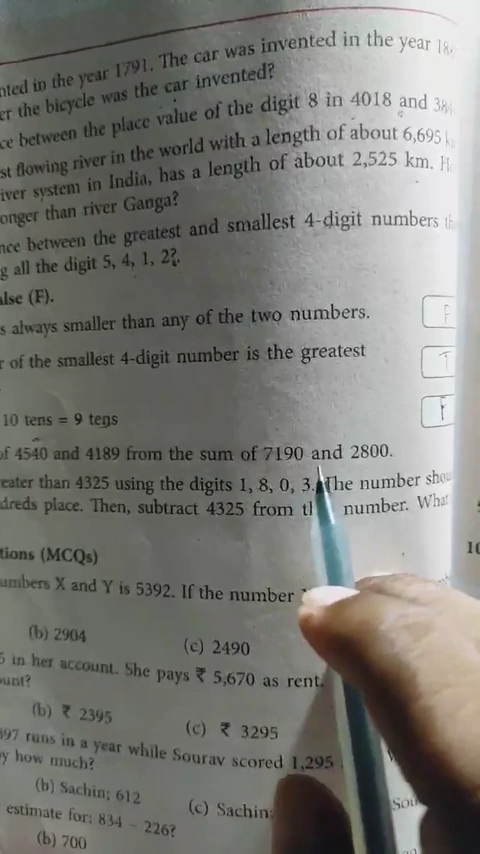 nted in the year 1791. The car was invented in the year 18
er the bicycle was the car invented?
ce between the place value of the digit 8 in 4018 and 38
st flowing river in the world with a length of about 6,695
iver system in India, has a length of about 2,525 km. H
onger than river Ganga?
nce between the greatest and smallest 4-digit numbers th
g all the digit 5, 4, 1, 2?
alse (F).
s always smaller than any of the two numbers.
F
r of the smallest 4-digit number is the greatest
T
10 tens = 9 tens
F
of 4540 and 4189 from the sum of 7190 and 2800.
eater than 4325 using the digits 1, 8, 0, 3. The number shou
dreds place. Then, subtract 4325 from th number. What
tions (MCQs)
10
umbers X and Y is 5392. If the number
(b) 2904 (c) 2490
5 in her account. She pays ₹ 5,670 as rent.
ount?
(b) ₹ 2395 (c) ₹ 3295
897 runs in a year while Sourav scored 1,295
y how much?
(b) Sachin; 612 (c) Sachin; Sou
estimate for: 834 - 226?
(b) 700